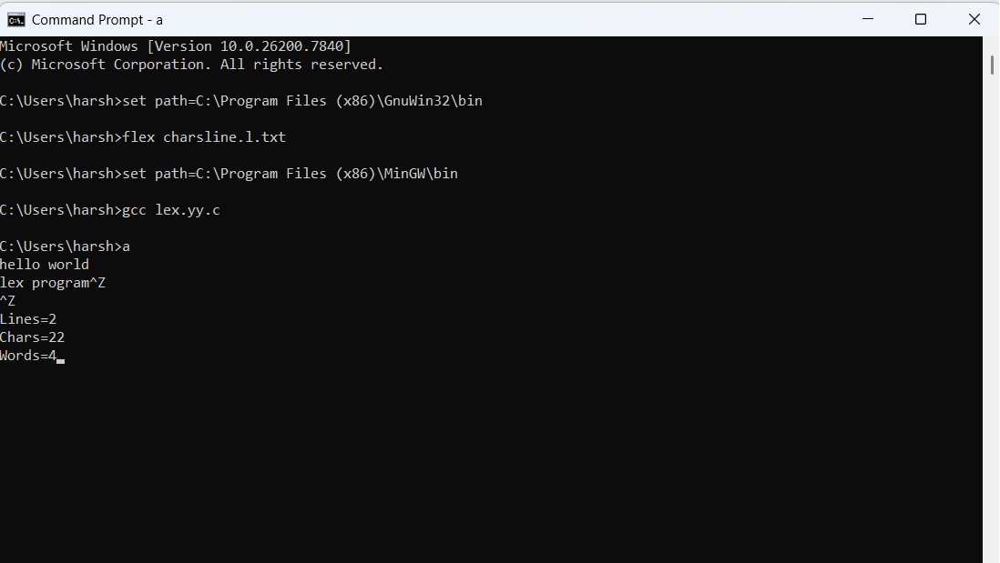 Command Prompt - a
Microsoft Windows [Version 10.0.26200.7840]
(c) Microsoft Corporation. All rights reserved.
C:\Users\harsh>set path=C:\Program Files (x86)\GnuWin32\bin
C:\Users\harsh>flex charsline.l.txt
C:\Users\harsh>set path=C:\Program Files (x86)\MinGW\bin
C:\Users\harsh>gcc lex.yy.c
C:\Users\harsh>a
hello world
lex program^Z
^Z
Lines=2
Chars=22
Words=4